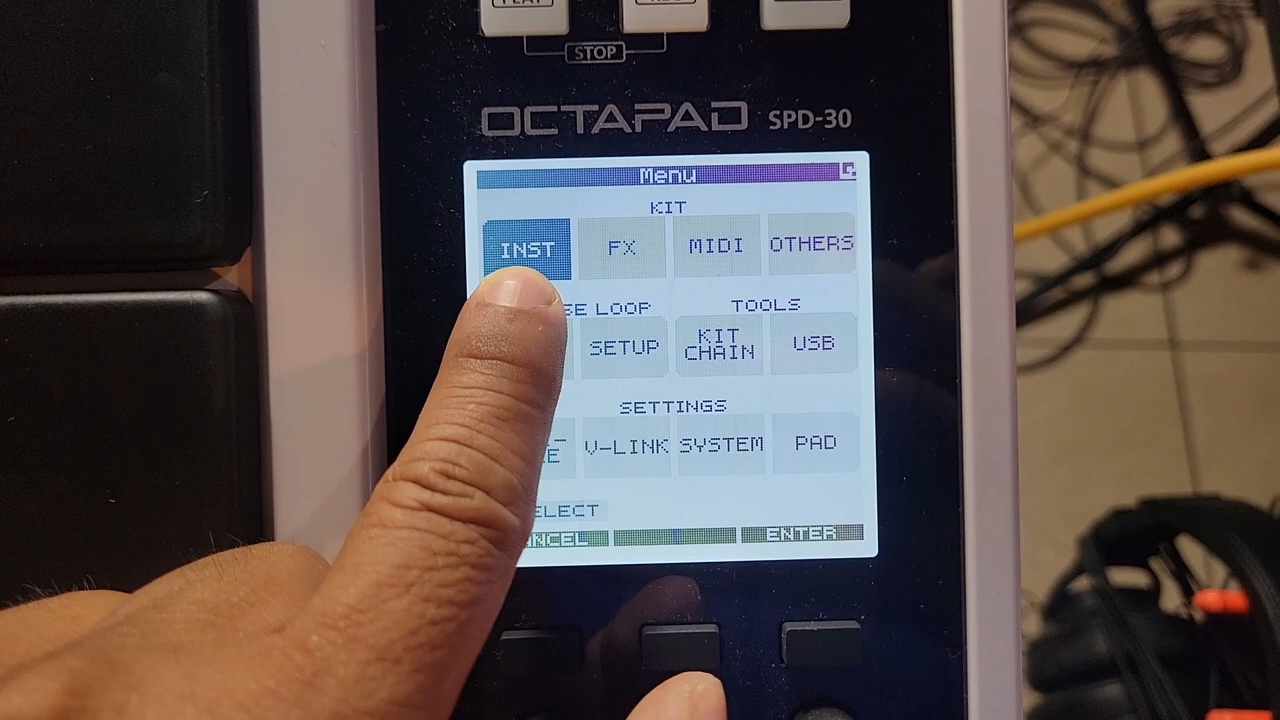 STOP
OCTAPAD SPD-30
Menu
KIT
INST FX MIDI OTHERS
SE LOOP TOOLS
SETUP KIT CHAIN USB
SETTINGS
V-LINK SYSTEM PAD
ELECT
NCEL ENTER